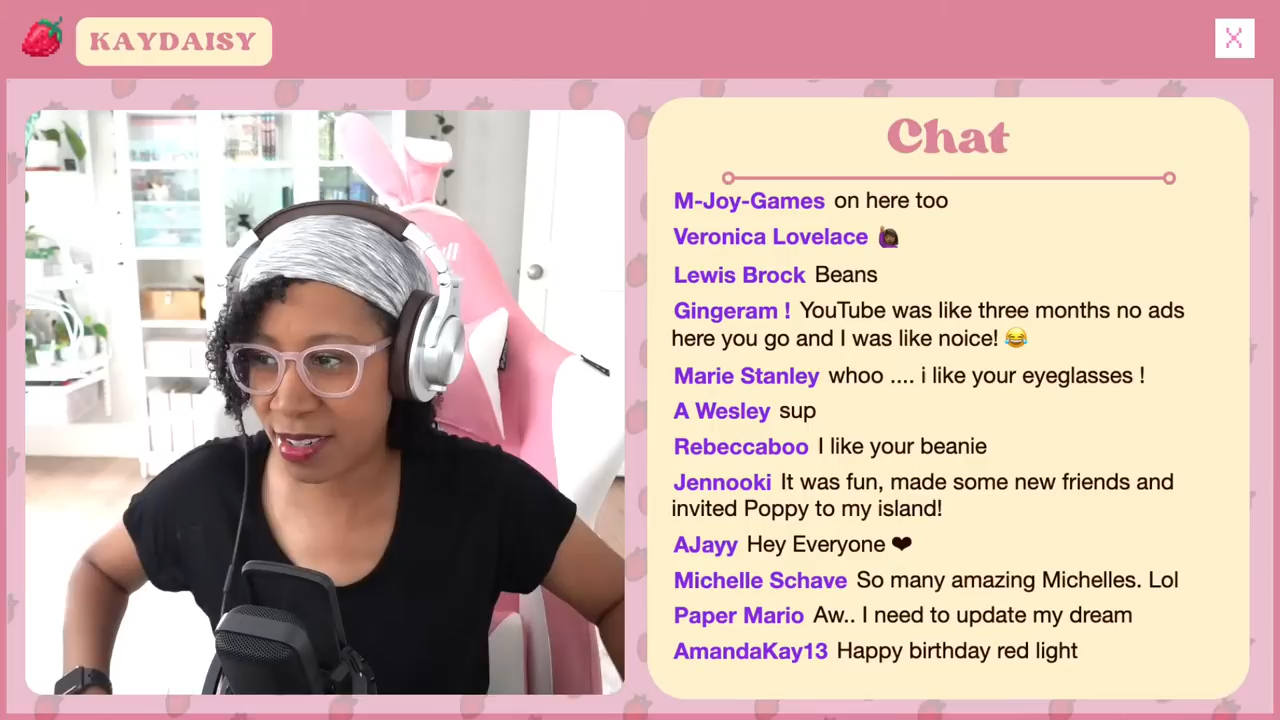 KAYDAISY
Chat
M-Joy-Games on here too
Veronica Lovelace 🙋🏾‍♀️
Lewis Brock Beans
Gingeram ! YouTube was like three months no ads
here you go and I was like noice! 😂
Marie Stanley whoo .... i like your eyeglasses !
A Wesley sup
Rebeccaboo I like your beanie
Jennooki It was fun, made some new friends and
invited Poppy to my island!
AJayy Hey Everyone ❤
Michelle Schave So many amazing Michelles. Lol
Paper Mario Aw.. I need to update my dream
AmandaKay13 Happy birthday red light